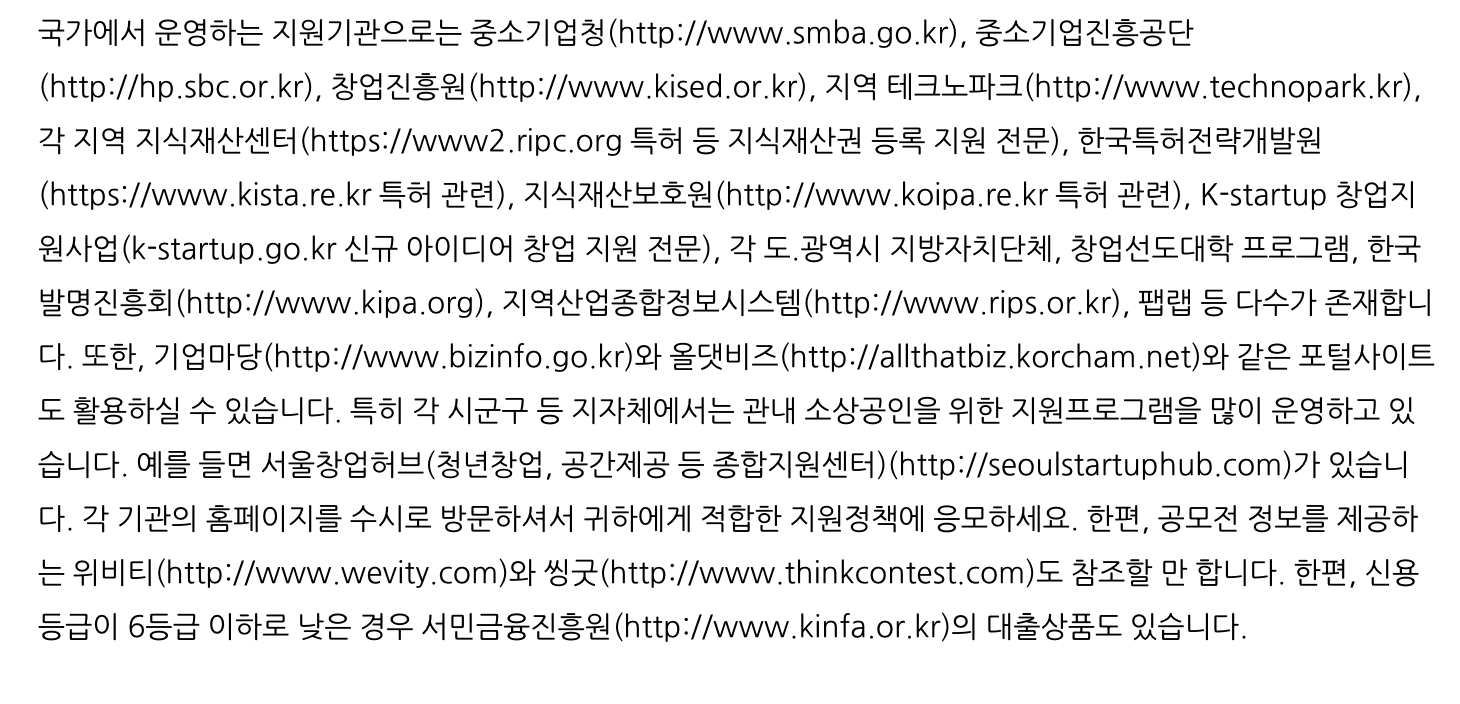 국가에서 운영하는 지원기관으로는 중소기업청(http://www.smba.go.kr), 중소기업진흥공단
(http://hp.sbc.or.kr), 창업진흥원(http://www.kised.or.kr), 지역 테크노파크(http://www.technopark.kr),
각 지역 지식재산센터(https://www2.ripc.org 특허 등 지식재산권 등록 지원 전문), 한국특허전략개발원
(https://www.kista.re.kr 특허 관련), 지식재산보호원(http://www.koipa.re.kr 특허 관련), K-startup 창업지
원사업(k-startup.go.kr 신규 아이디어 창업 지원 전문), 각 도.광역시 지방자치단체, 창업선도대학 프로그램, 한국
발명진흥회(http://www.kipa.org), 지역산업종합정보시스템(http://www.rips.or.kr), 팹랩 등 다수가 존재합니
다. 또한, 기업마당(http://www.bizinfo.go.kr)와 올댓비즈(http://allthatbiz.korcham.net)와 같은 포털사이트
도 활용하실 수 있습니다. 특히 각 시군구 등 지자체에서는 관내 소상공인을 위한 지원프로그램을 많이 운영하고 있
습니다. 예를 들면 서울창업허브(청년창업, 공간제공 등 종합지원센터)(http://seoulstartuphub.com)가 있습니
다. 각 기관의 홈페이지를 수시로 방문하셔서 귀하에게 적합한 지원정책에 응모하세요. 한편, 공모전 정보를 제공하
는 위비티(http://www.wevity.com)와 씽굿(http://www.thinkcontest.com)도 참조할 만 합니다. 한편, 신용
등급이 6등급 이하로 낮은 경우 서민금융진흥원(http://www.kinfa.or.kr)의 대출상품도 있습니다.